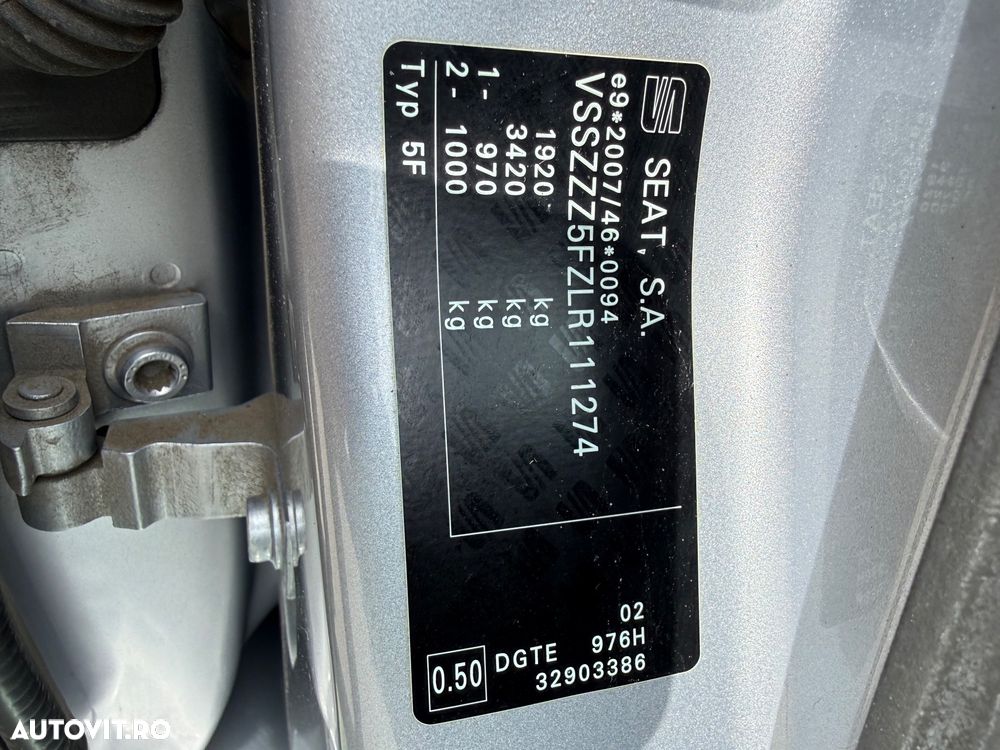 SEAT, S.A.
e9*2007/46*0094
VSSZZZ5FZLR111274
1920 kg
3420 kg
1- 970 kg
2- 1000 kg
Typ 5F
02
976H
DGTE
32903386
0.50
AUTOVIT.RO